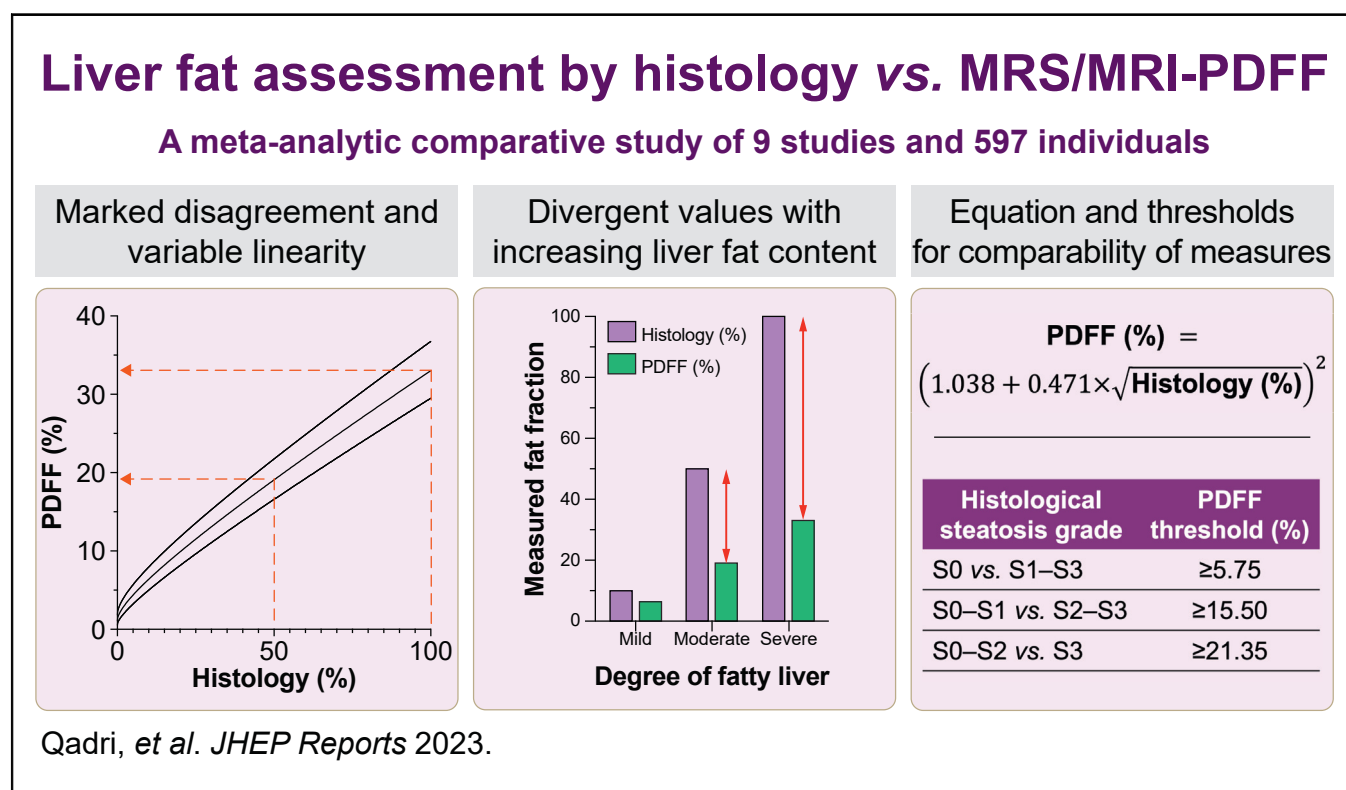 Liver fat assessment by histology vs. MRS/MRI-PDFF
A meta-analytic comparative study of 9 studies and 597 individuals
Marked disagreement and
variable linearity
40
30
20
10
0
PDFF (%)
0 50 100
Histology (%)
Divergent values with
increasing liver fat content
100
80
60
40
20
0
Measured fat fraction
Histology (%)
PDFF (%)
Mild Moderate Severe
Degree of fatty liver
Equation and thresholds
for comparability of measures
PDFF (%) =
(1.038 + 0.471×√Histology (%))²
Histological PDFF
steatosis grade threshold (%)
S0 vs. S1–S3 ≥5.75
S0–S1 vs. S2–S3 ≥15.50
S0–S2 vs. S3 ≥21.35
Qadri, et al. JHEP Reports 2023.